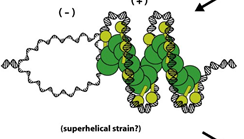 (-) (+)
(superhelical strain?)